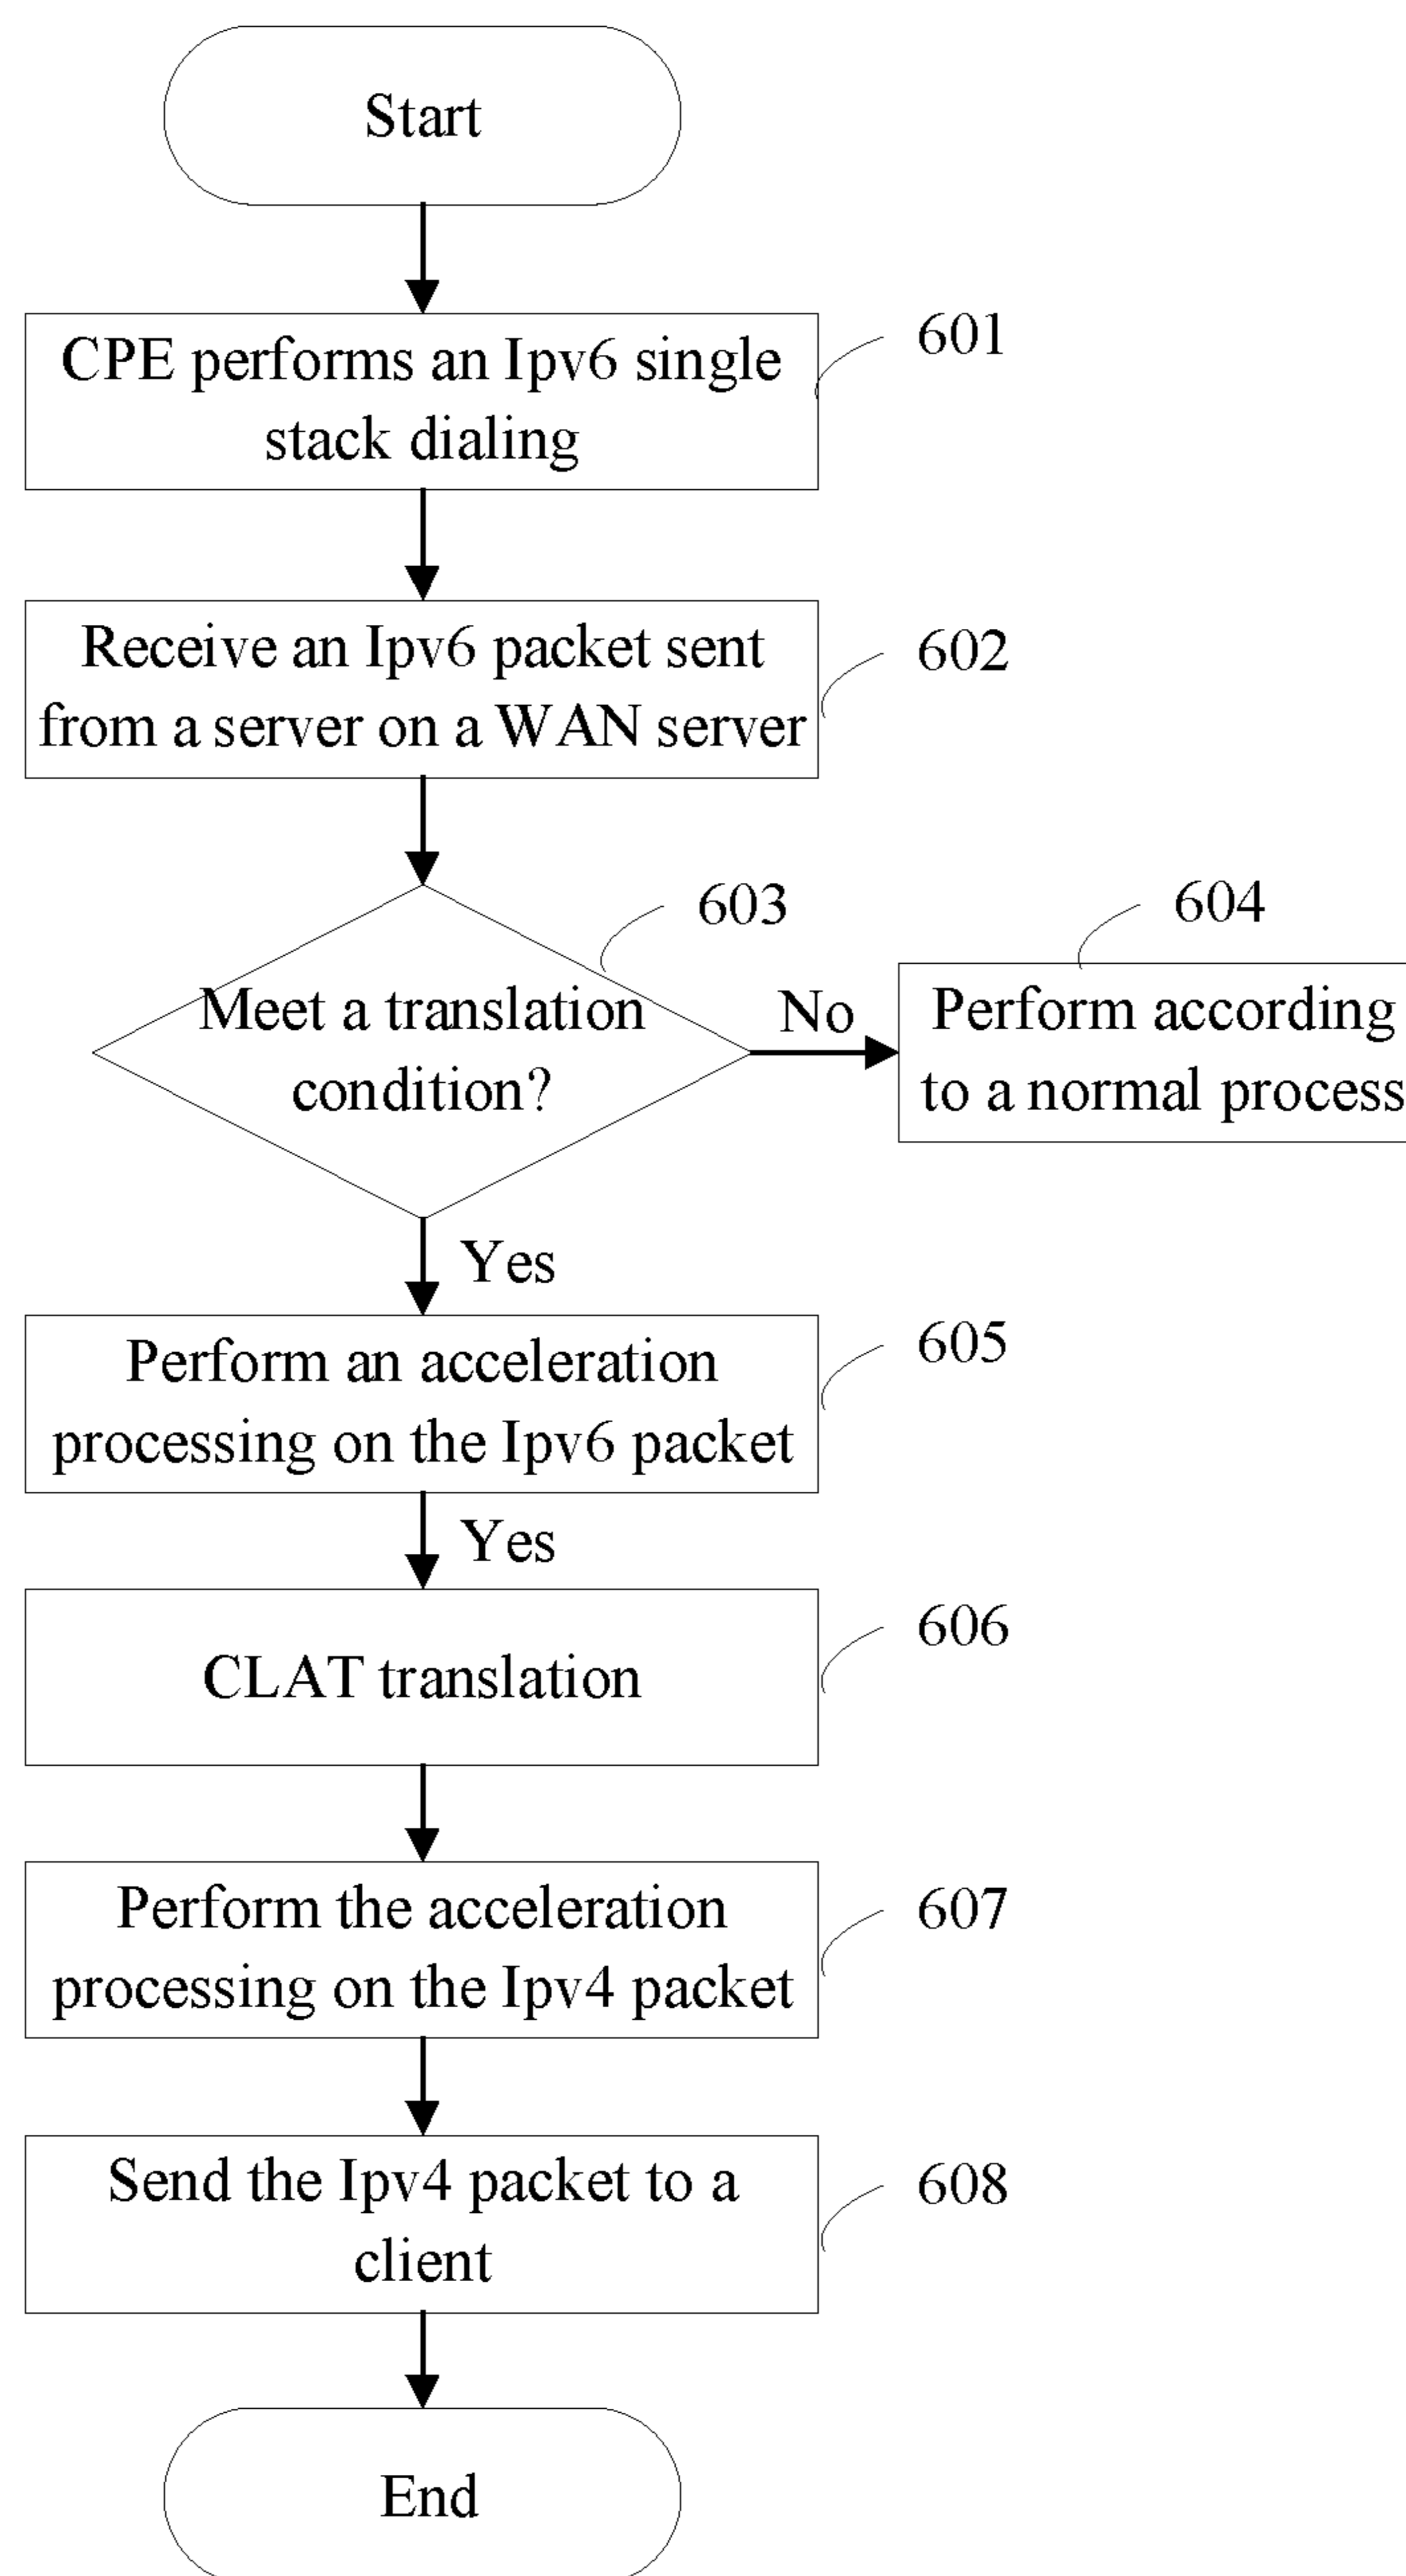 Start
CPE performs an Ipv6 single
stack dialing
601
Receive an Ipv6 packet sent
from a server on a WAN server
602
Meet a translation
condition?
603
No
Perform according
to a normal process
604
Yes
Perform an acceleration
processing on the Ipv6 packet
605
Yes
CLAT translation
606
Perform the acceleration
processing on the Ipv4 packet
607
Send the Ipv4 packet to a
client
608
End